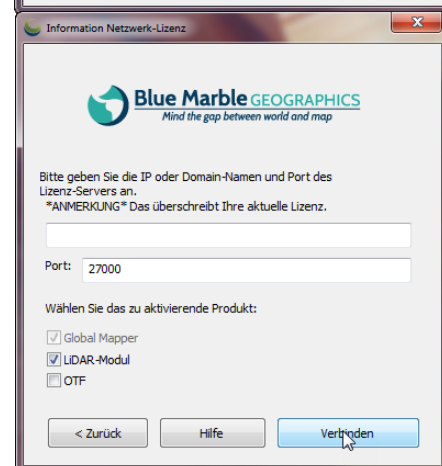 Information Netzwerk-Lizenz
Blue Marble GEOGRAPHICS
Mind the gap between world and map
Bitte geben Sie die IP oder Domain-Namen und Port des
Lizenz-Servers an.
*ANMERKUNG* Das überschreibt Ihre aktuelle Lizenz.
Port: 27000
Wählen Sie das zu aktivierende Produkt:
Global Mapper
LiDAR-Modul
OTF
< Zurück Hilfe Verbinden